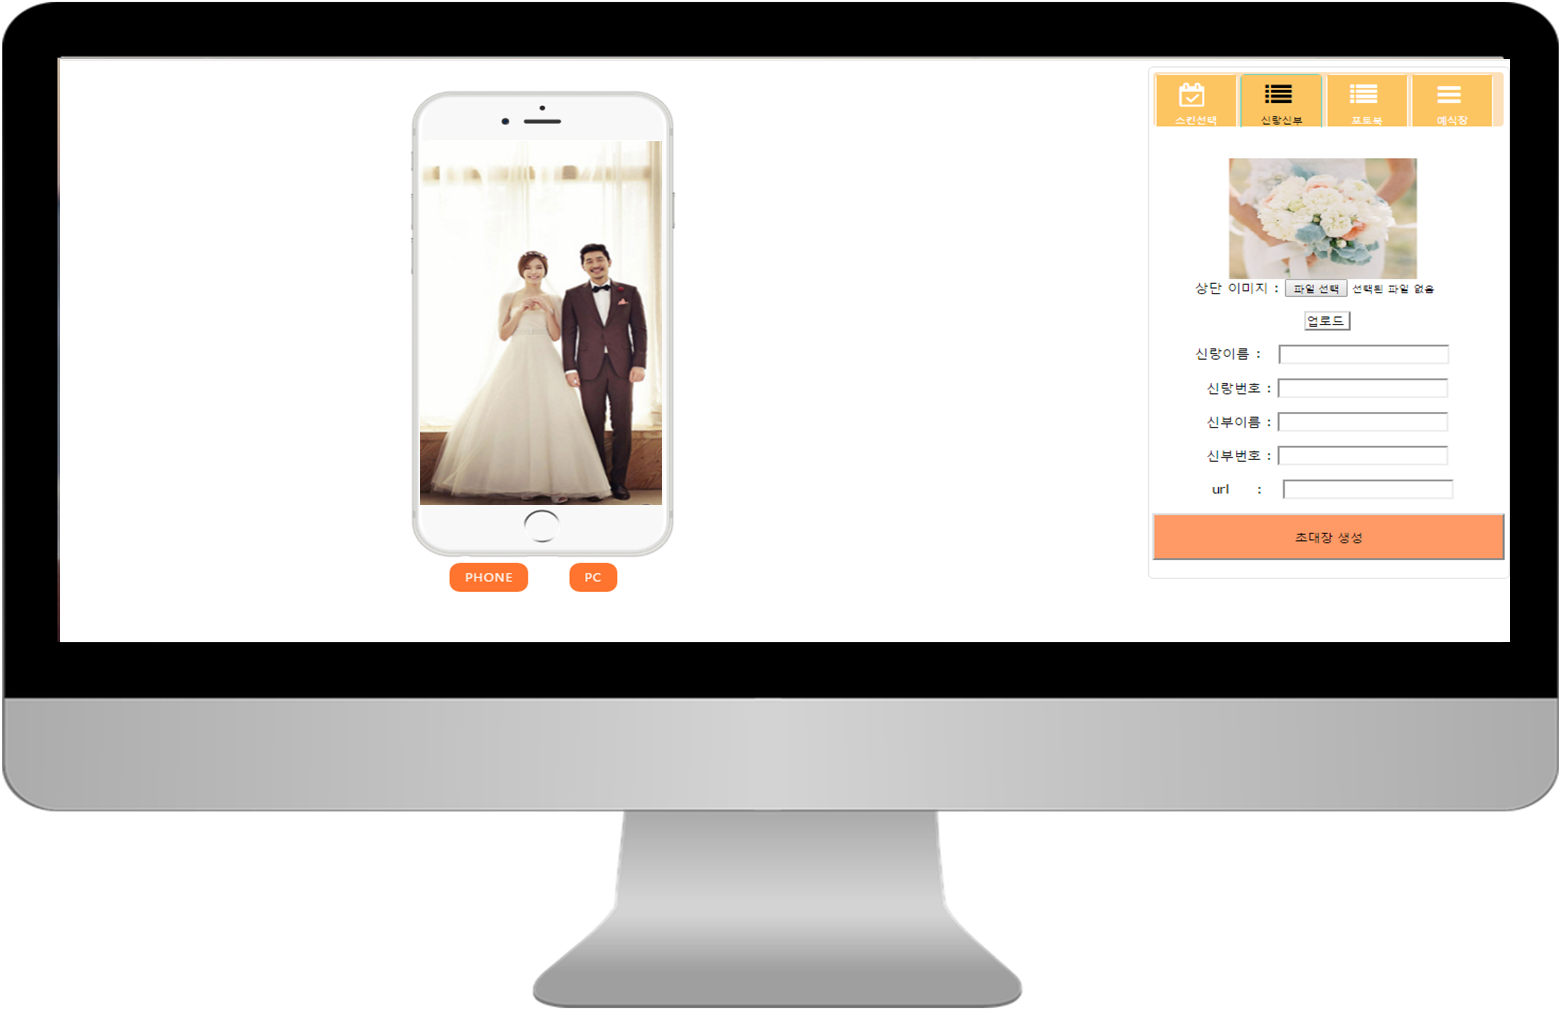 스킨선택 신랑신부 포토북 예식장
상단 이미지 : 파일 선택 선택된 파일 없음
업로드
신랑이름 :
신랑번호 :
신부이름 :
신부번호 :
url :
초대장 생성
PHONE PC